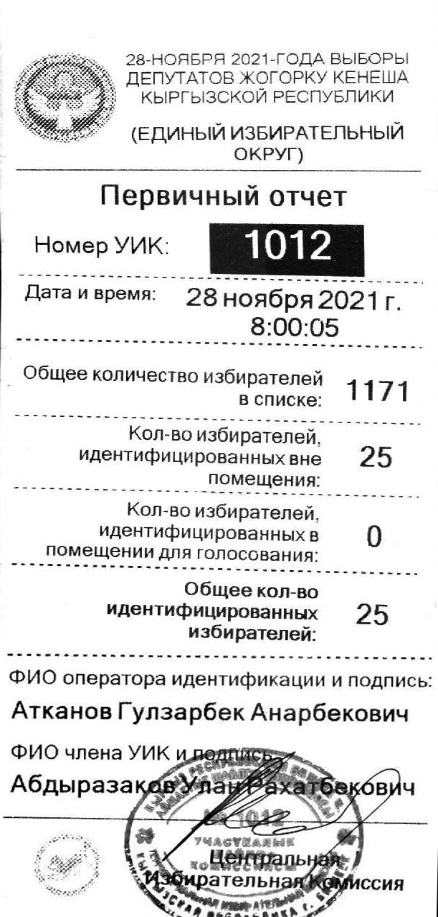 28-НОЯБРЯ 2021-ГОДА ВЫБОРЫ
ДЕПУТАТОВ ЖОГОРКУ КЕНЕША
КЫРГЫЗСКОЙ РЕСПУБЛИКИ
(ЕДИНЫЙ ИЗБИРАТЕЛЬНЫЙ
ОКРУГ)
Первичный отчет
Номер УИК: 1012
Дата и время: 28 ноября 2021 г.
8:00:05
Общее количество избирателей
в списке: 1171
Кол-во избирателей,
идентифицированных вне
помещения: 25
Кол-во избирателей,
идентифицированных в
помещении для голосования: 0
Общее кол-во
идентифицированных
избирателей: 25
ФИО оператора идентификации и подпись:
Атканов Гулзарбек Анарбекович
ФИО члена УИК и подпись:
Абдыразаков Улан Рахатбекович
1012
УЧАСТКАЛЫК
ШАЙЛОО
КОМИССИЯСЫ
Центральная
Избирательная Комиссия